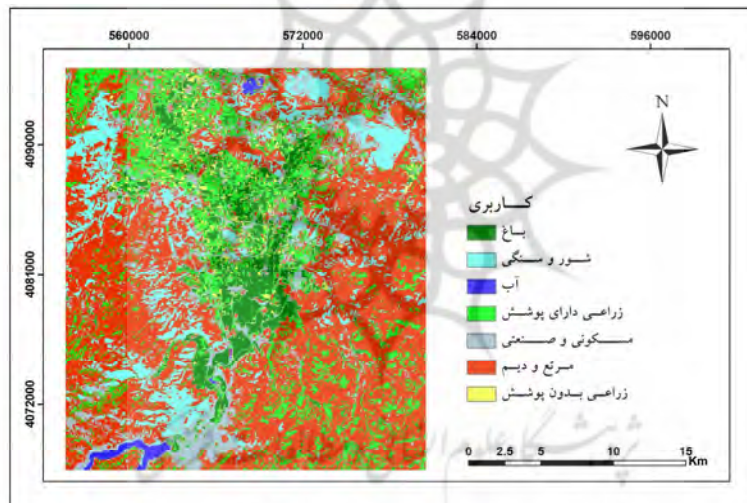 560000 572000 584000 596000
4090000
4081000
4072000
N
کاربری
باغ
شور و سنگی
آب
زراعی دارای پوشش
مسکونی و صنعتی
مرتع و دیم
زراعی بدون پوشش
0 2.5 5 10 15
Km